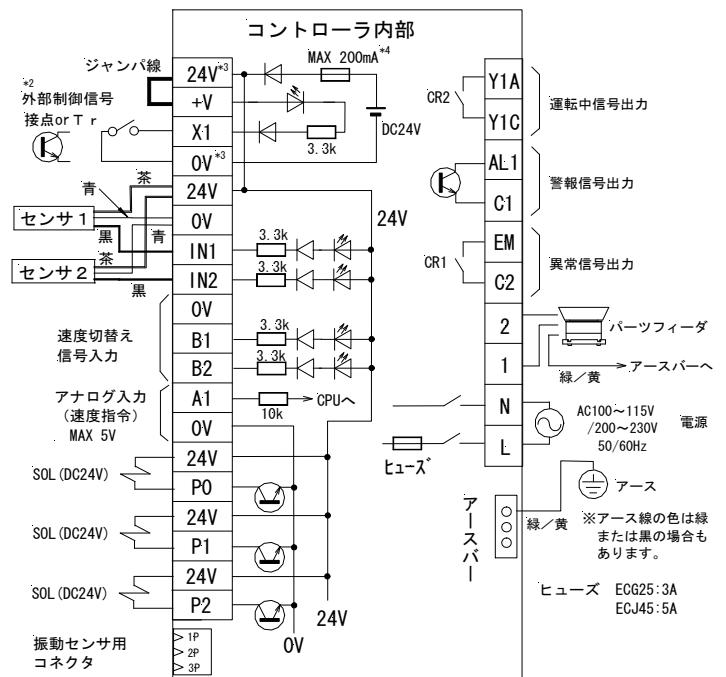 コントローラ内部
ジャンパ線
*2
外部制御信号
接点orTr
24V*3
+V
X1
0V*3
24V
0V
IN1
IN2
0V
B1
B2
A1
0V
24V
P0
24V
P1
24V
P2
MAX 200mA*4
3.3k
DC24V
茶
青
センサ1
黒
青
茶
センサ2
黒
3.3k
3.3k
24V
速度切替え
信号入力
3.3k
3.3k
アナログ入力
(速度指令)
MAX 5V
10k
CPUへ
SOL(DC24V)
SOL(DC24V)
SOL(DC24V)
0V
24V
振動センサ用
コネクタ
1P
2P
3P
CR2
Y1A
Y1C
運転中信号出力
AL1
C1
警報信号出力
CR1
EM
C2
異常信号出力
2
1
パーツフィーダ
緑/黄
アースバーへ
N
L
ヒューズ
AC100~115V
/200~230V
50/60Hz
電源
アースバー
緑/黄
アース
※アース線の色は緑
または黒の場合も
あります。
ヒューズ ECG25:3A
ECJ45:5A